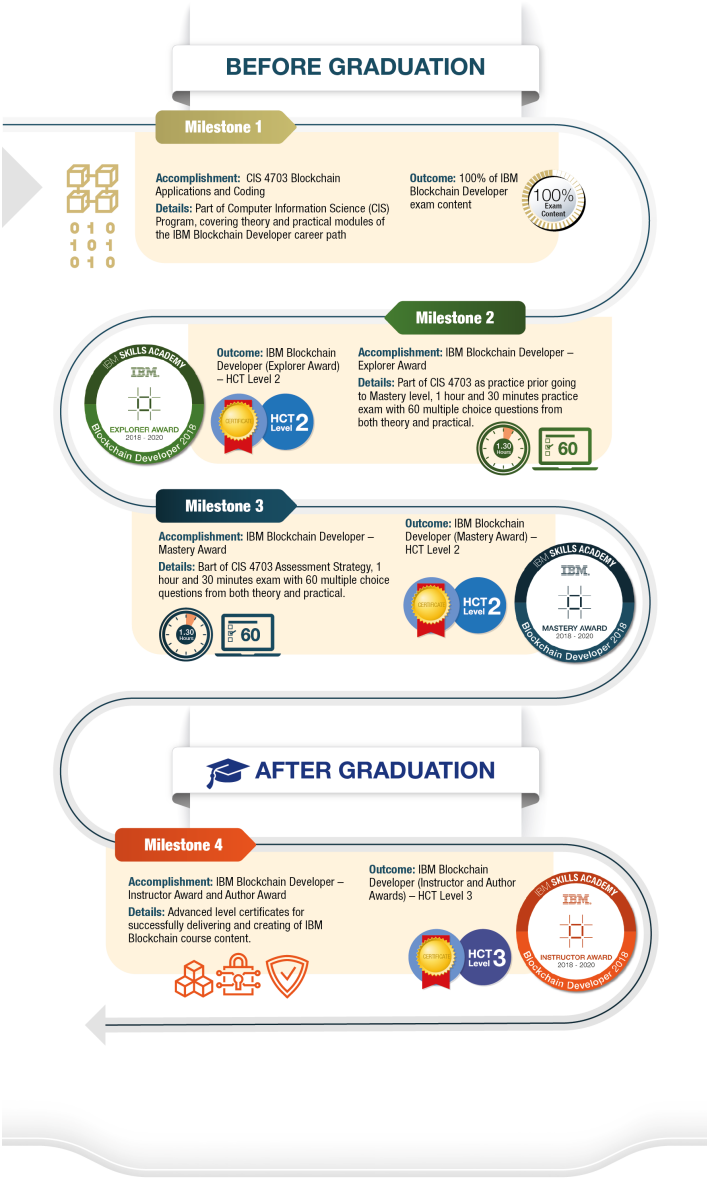 BEFORE GRADUATION
Milestone 1
Accomplishment: CIS 4703 Blockchain
Applications and Coding
Details: Part of Computer Information Science (CIS)
Program, covering theory and practical modules of
the IBM Blockchain Developer career path
Outcome: 100% of IBM
Blockchain Developer
exam content
100%
Exam
Content
0 1 0
1 0 1
0 1 0
Milestone 2
IBM SKILLS ACADEMY
IBM.
EXPLORER AWARD
2018 - 2020
Blockchain Developer 2018
Outcome: IBM Blockchain
Developer (Explorer Award)
– HCT Level 2
CERTIFICATE
HCT
Level 2
Accomplishment: IBM Blockchain Developer –
Explorer Award
Details: Part of CIS 4703 as practice prior going
to Mastery level, 1 hour and 30 minutes practice
exam with 60 multiple choice questions from
both theory and practical.
1.30
Hours
60
Milestone 3
Accomplishment: IBM Blockchain Developer –
Mastery Award
Details: Bart of CIS 4703 Assessment Strategy, 1
hour and 30 minutes exam with 60 multiple choice
questions from both theory and practical.
1.30
Hours
60
Outcome: IBM Blockchain
Developer (Mastery Award) –
HCT Level 2
CERTIFICATE
HCT
Level 2
IBM SKILLS ACADEMY
IBM.
MASTERY AWARD
2018 - 2020
Blockchain Developer 2018
AFTER GRADUATION
Milestone 4
Accomplishment: IBM Blockchain Developer –
Instructor Award and Author Award
Details: Advanced level certificates for
successfully delivering and creating of IBM
Blockchain course content.
Outcome: IBM Blockchain
Developer (Instructor and Author
Awards) – HCT Level 3
CERTIFICATE
HCT
Level 3
IBM SKILLS ACADEMY
IBM.
INSTRUCTOR AWARD
2018 - 2020
Blockchain Developer 2018